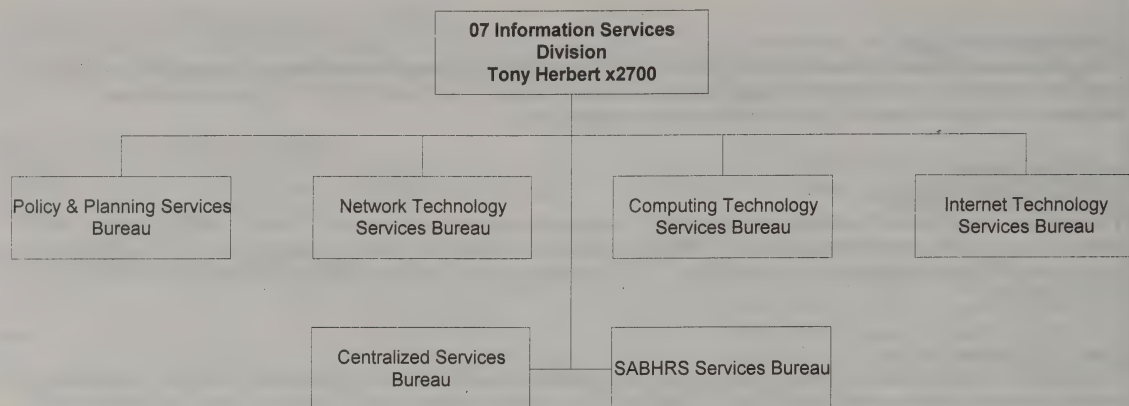 07 Information Services
Division
Tony Herbert x2700
Policy & Planning Services
Bureau
Network Technology
Services Bureau
Computing Technology
Services Bureau
Internet Technology
Services Bureau
Centralized Services
Bureau
SABHRS Services Bureau